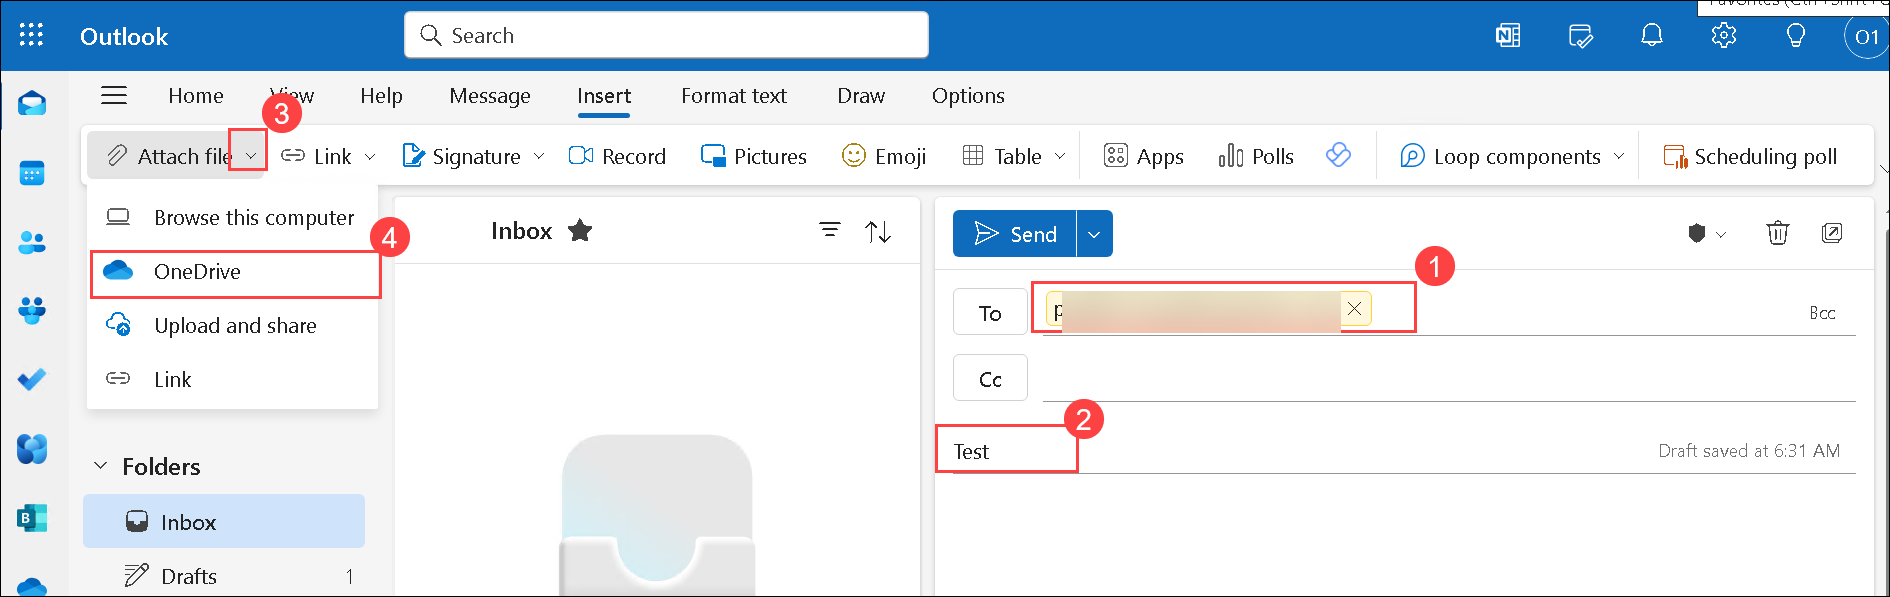 Outlook
Search
O1
Home View Help Message Insert Format text Draw Options
3
Attach file Link Signature Record Pictures Emoji Table Apps Polls Loop components Scheduling poll
Browse this computer
4
OneDrive
Upload and share
Link
Folders
Inbox
Drafts 1
Inbox
Send
1
To
Bcc
Cc
2
Test
Draft saved at 6:31 AM